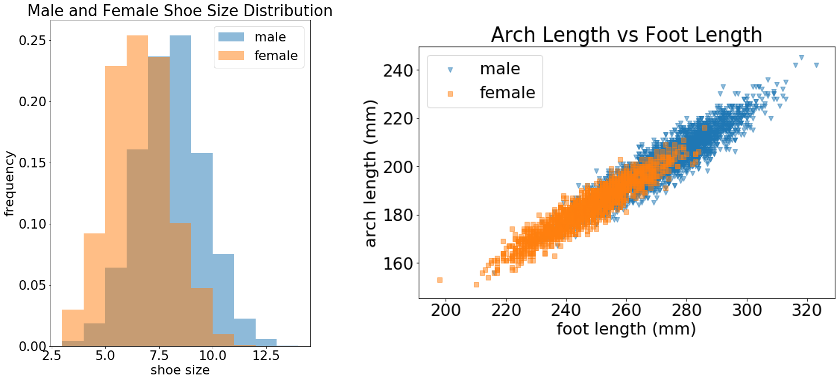 Male and Female Shoe Size Distribution
male
female
0.25
0.20
0.15
0.10
0.05
0.00
frequency
2.5 5.0 7.5 10.0 12.5
shoe size
Arch Length vs Foot Length
male
female
240
220
200
180
160
arch length (mm)
200 220 240 260 280 300 320
foot length (mm)